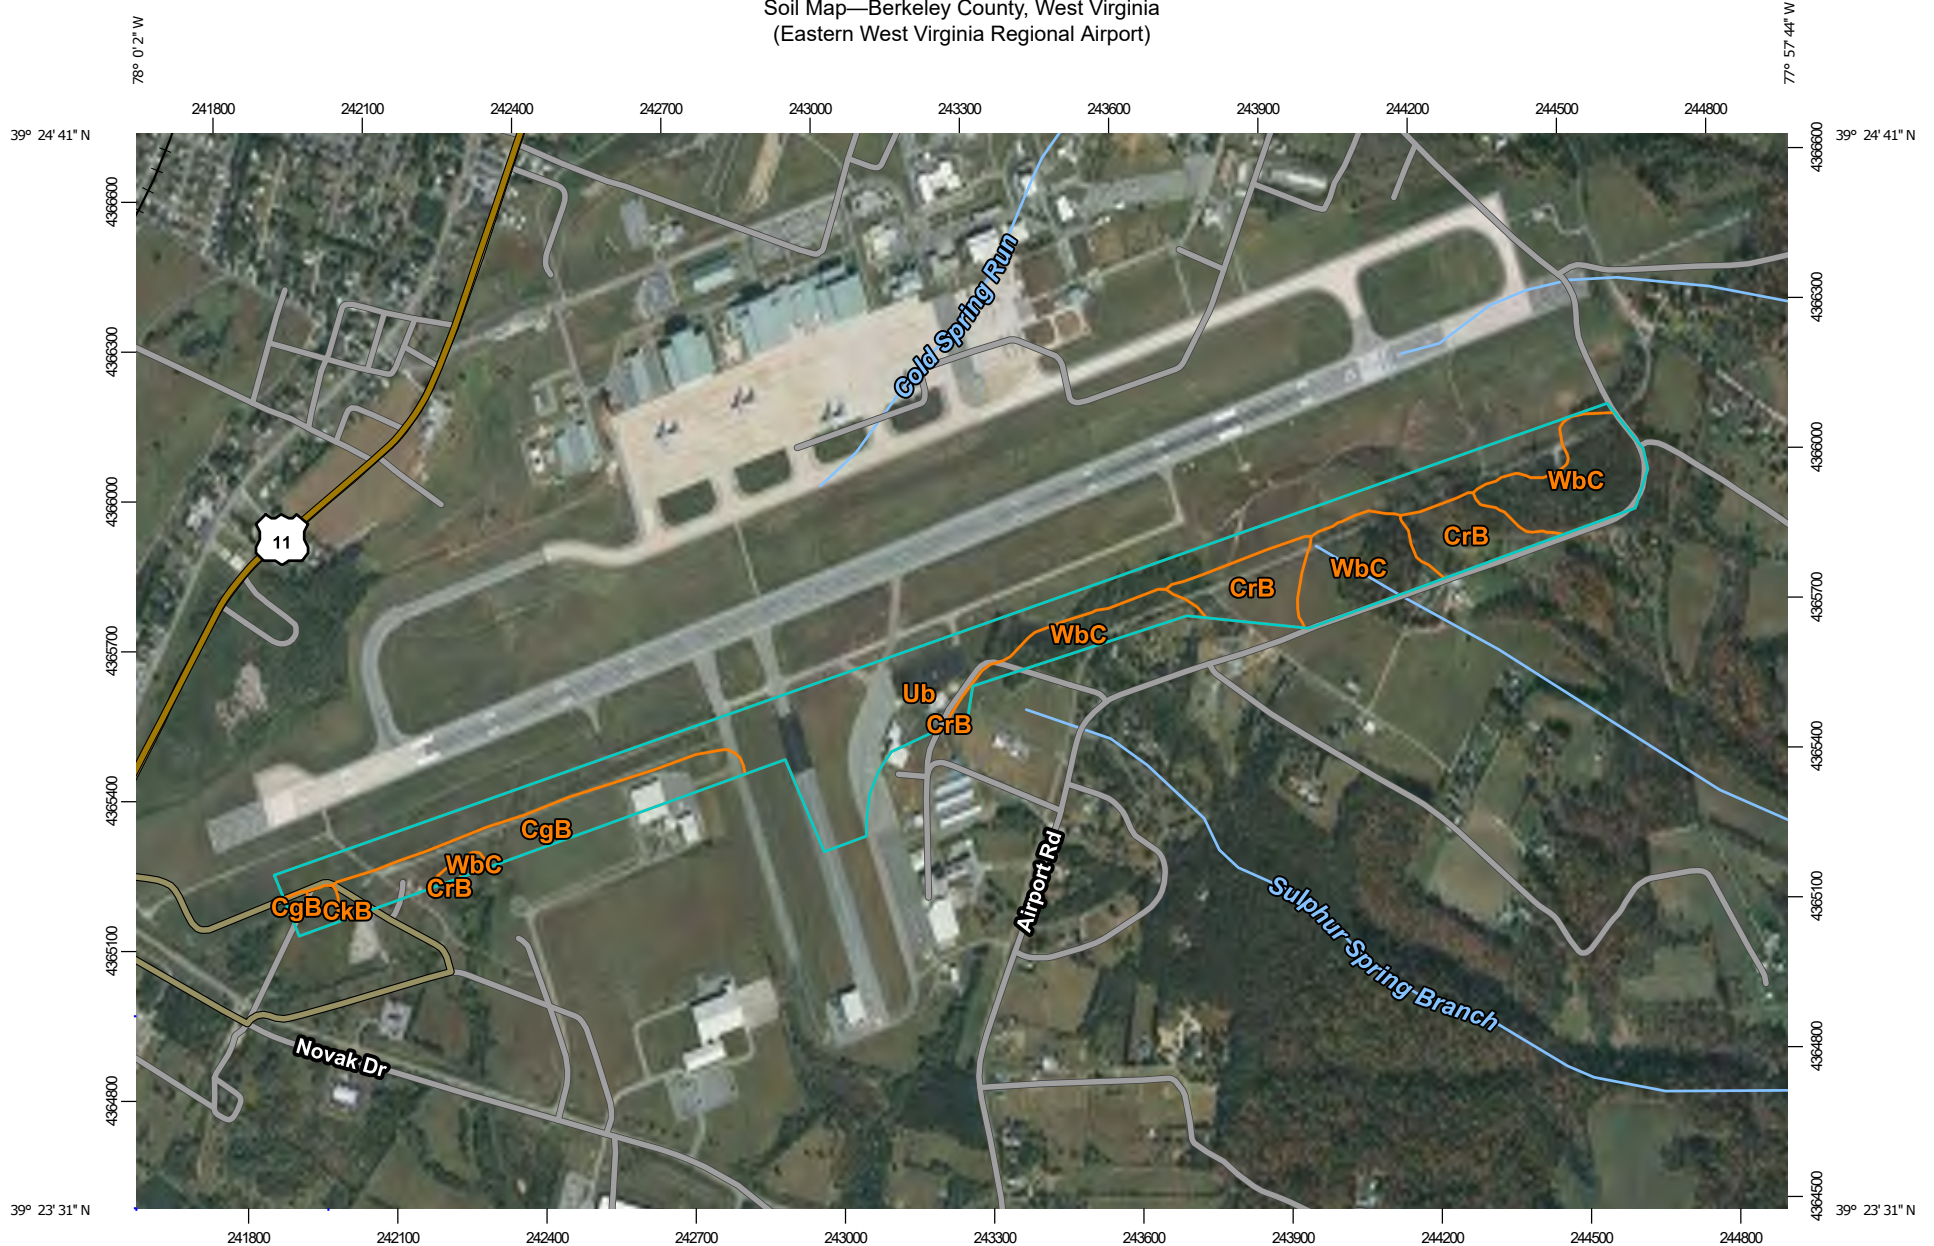 Soil Map—Berkeley County, West Virginia
(Eastern West Virginia Regional Airport)
78° 0' 2'' W
77° 57' 44'' W
241800 242100 242400 242700 243000 243300 243600 243900 244200 244500 244800
39° 24' 41'' N
39° 24' 41'' N
4366600
4366300
4366000
4365700
4365400
4365100
4364800
4366600
4366300
4366000
4365700
4365400
4365100
4364800
4364500
Cold Spring Run
11
WbC
CrB
WbC
CrB
WbC
Ub
CrB
CgB
WbC
CrB
CgB
CkB
Airport Rd
Sulphur Spring Branch
Novak Dr
39° 23' 31'' N
39° 23' 31'' N
241800 242100 242400 242700 243000 243300 243600 243900 244200 244500 244800